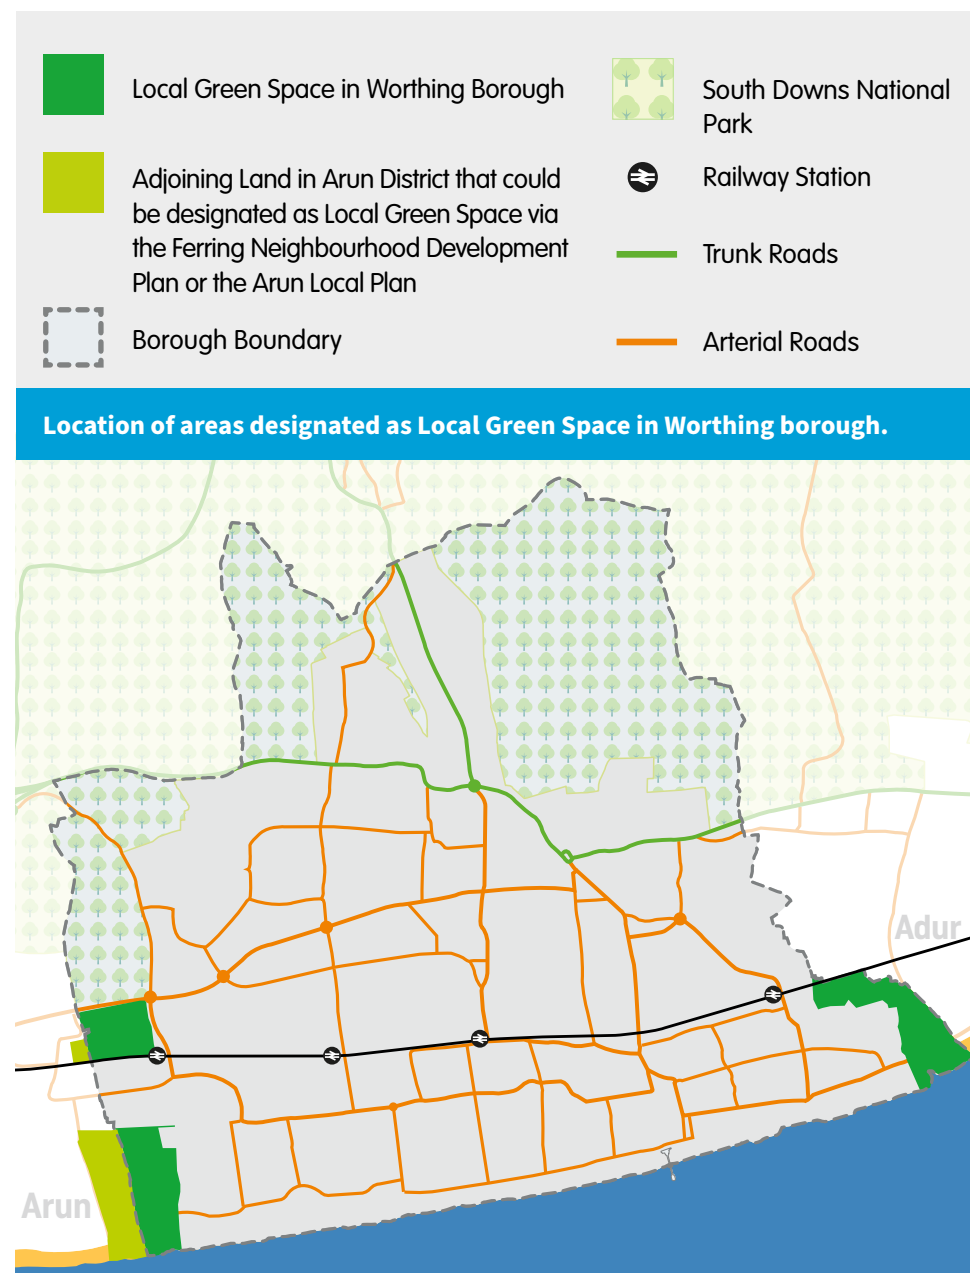 Local Green Space in Worthing Borough
Adjoining Land in Arun District that could
be designated as Local Green Space via
the Ferring Neighbourhood Development
Plan or the Arun Local Plan
Borough Boundary
South Downs National
Park
Railway Station
Trunk Roads
Arterial Roads
Location of areas designated as Local Green Space in Worthing borough.
Adur
Arun